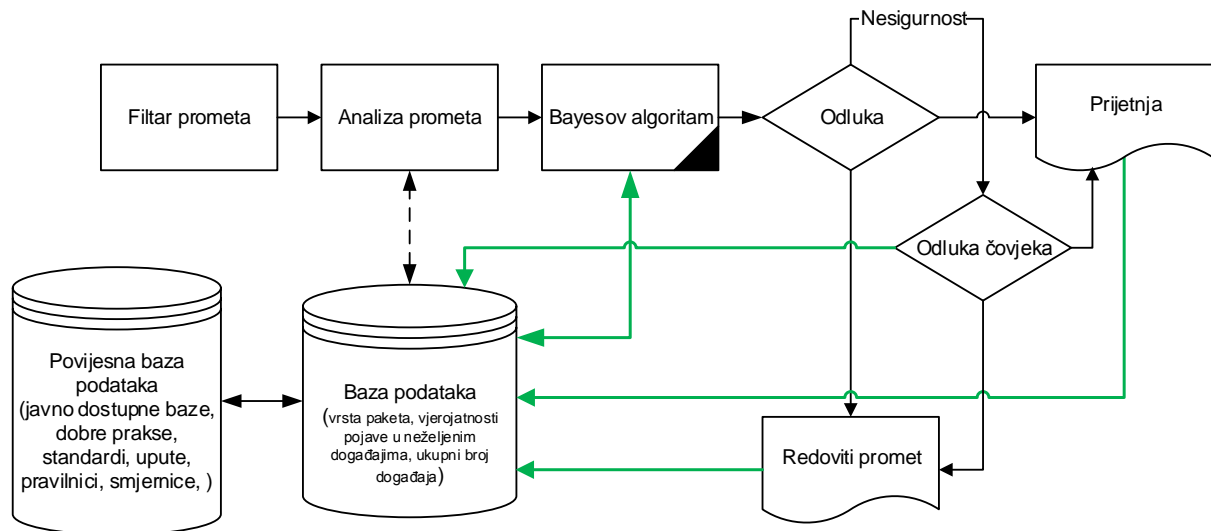 Nesigurnost
Filtar prometa
Analiza prometa
Bayesov algoritam
Odluka
Prijetnja
Odluka čovjeka
Povijesna baza
podataka
(javno dostupne baze,
dobre prakse,
standardi, upute,
pravilnici, smjernice, )
Baza podataka
(vrsta paketa, vjerojatnosti
pojave u neželjenim
događajima, ukupni broj
događaja)
Redoviti promet